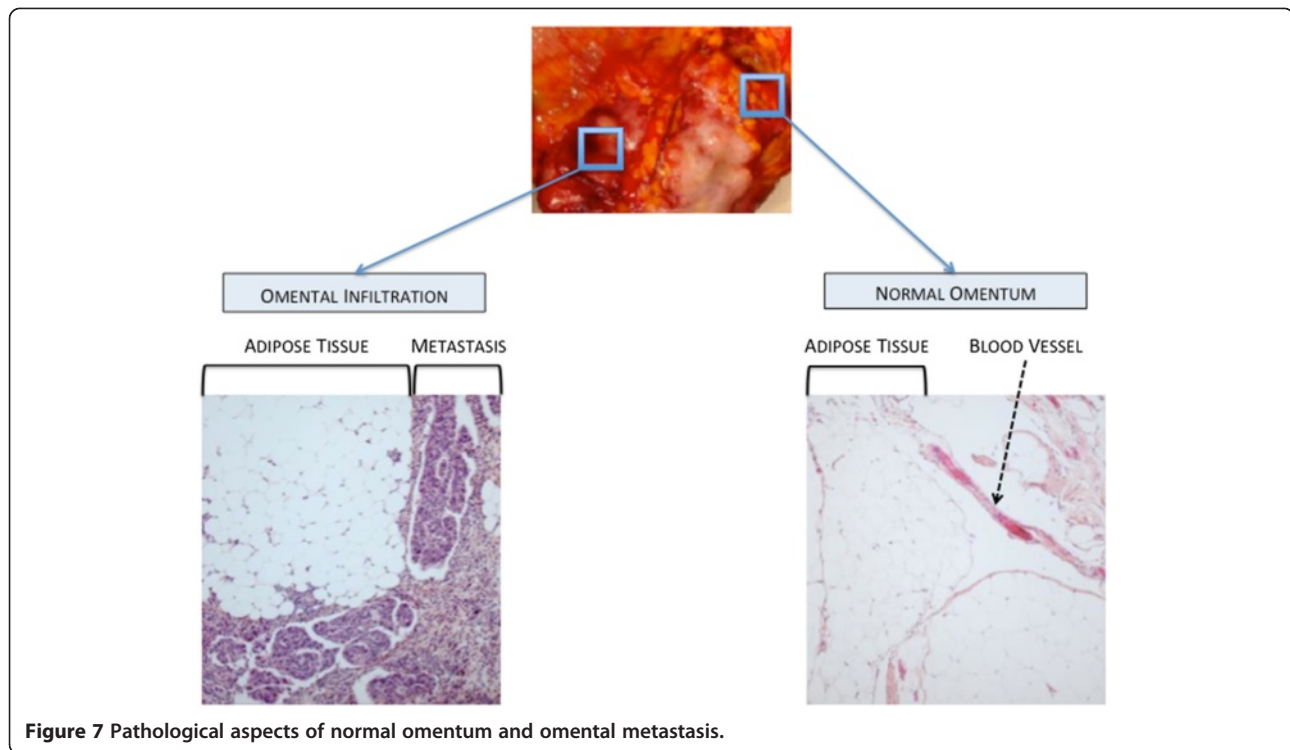 OMENTAL INFILTRATION
NORMAL OMENTUM
ADIPOSE TISSUE METASTASIS
ADIPOSE TISSUE BLOOD VESSEL
Figure 7 Pathological aspects of normal omentum and omental metastasis.